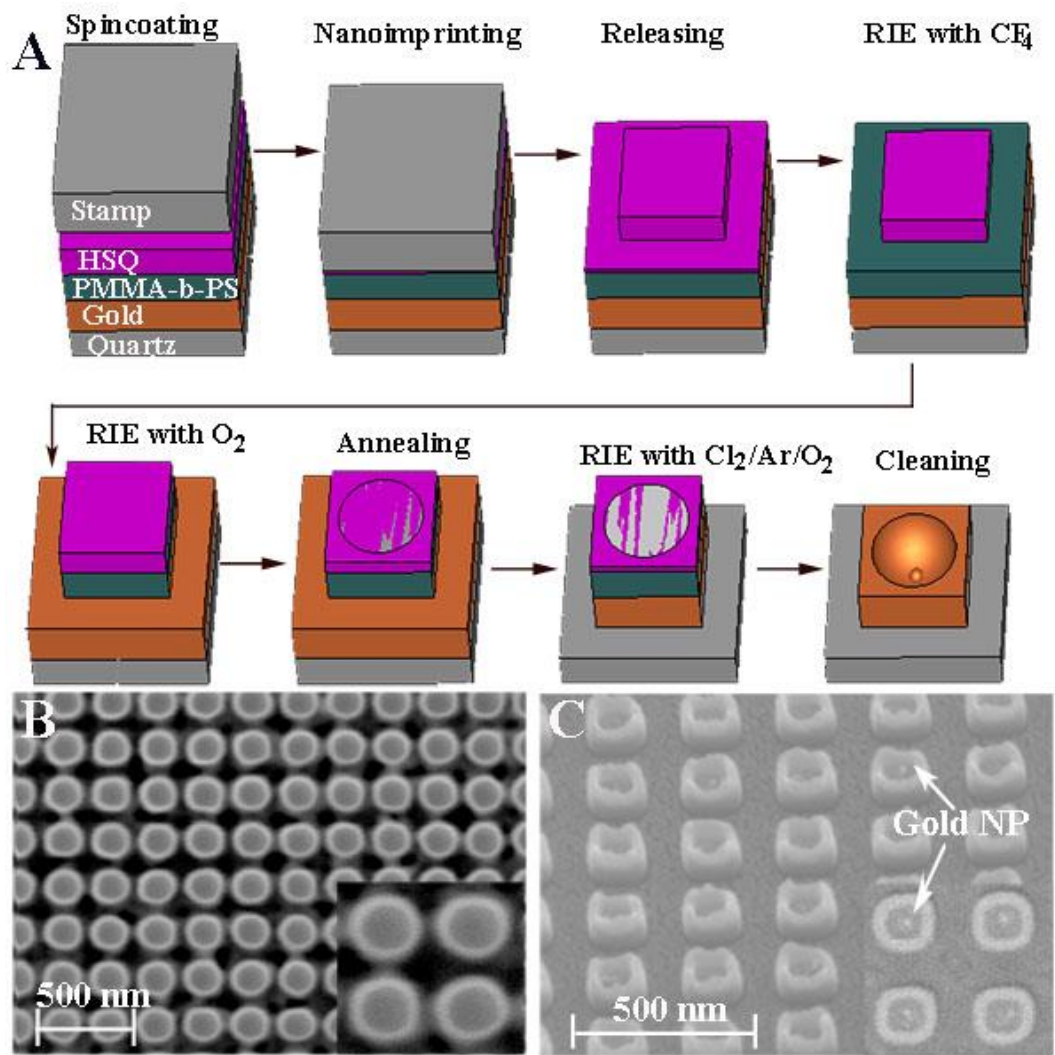 A
Spincoating
Nanoimprinting
Releasing
RIE with CF4
Stamp
HSQ
PMMA-b-PS
Gold
Quartz
RIE with O2
Annealing
RIE with Cl2/Ar/O2
Cleaning
B
500 nm
C
Gold NP
500 nm